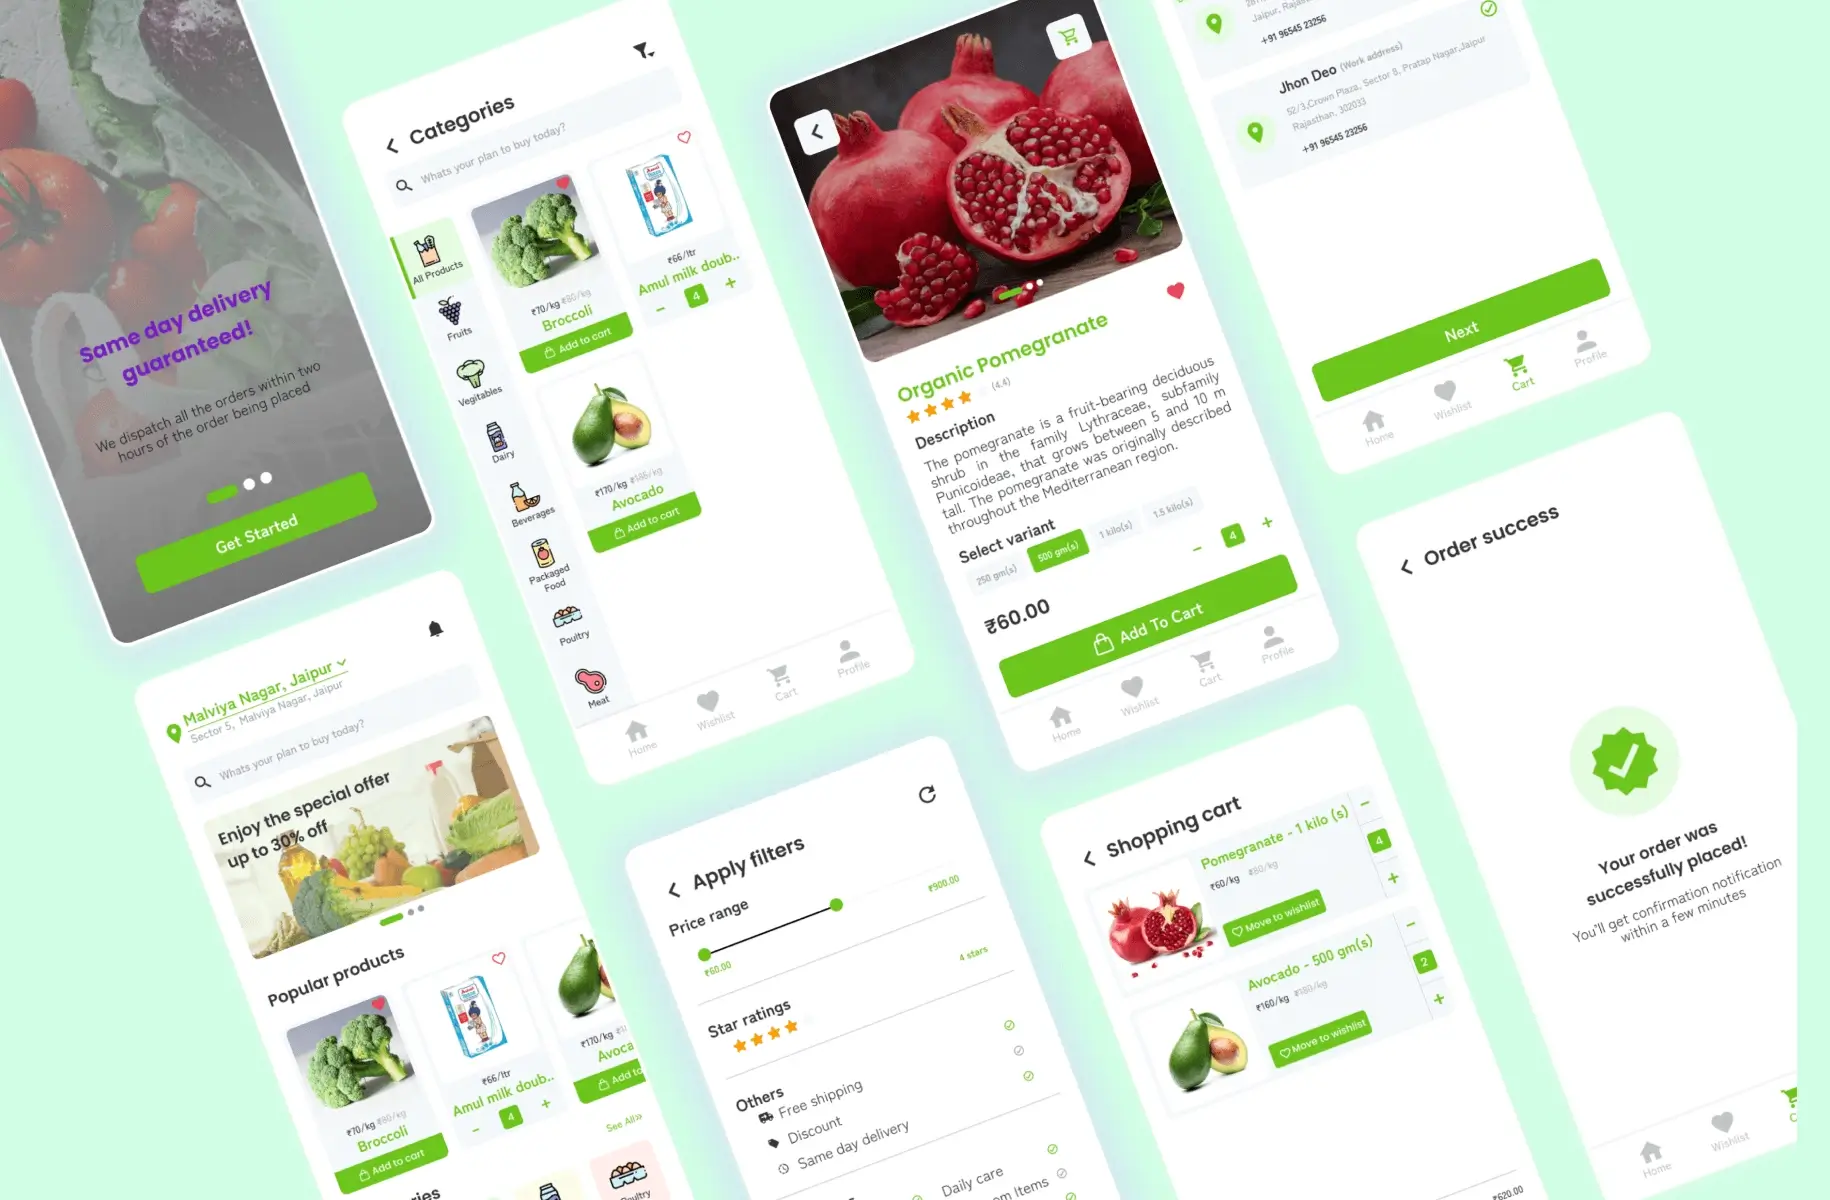 Same day delivery
guaranteed!
We dispatch all the orders within two
hours of the order being placed
Get Started
Categories
Whats your plan to buy today?
All Products
Fruits
Vegitables
Dairy
Beverages
Packaged
Food
Poultry
Meat
₹70/kg ₹80/kg
Broccoli
Add to cart
₹66/ltr
Amul milk doub..
4
₹170/kg
Avocado
Add to cart
Home
Wishlist
Cart
Profile
Organic Pomegranate
(4.4)
Description
The pomegranate is a fruit-bearing deciduous
shrub in the family Lythraceae, subfamily
Punicoideae, that grows between 5 and 10 m
tall. The pomegranate was originally described
throughout the Mediterranean region.
Select variant
250 gm(s)
500 gm(s)
1 kilo(s)
1.5 kilo(s)
4
₹60.00
Add To Cart
Home
Wishlist
Cart
Profile
+91 96545 23256
Jhon Deo (Work address)
52/3,Crown Plaza, Sector 8, Pratap Nagar,Jaipur
Rajasthan, 302033
+91 96545 23256
Next
Home
Wishlist
Cart
Profile
Malviya Nagar, Jaipur
Sector 5, Malviya Nagar, Jaipur
Whats your plan to buy today?
Enjoy the special offer
up to 30% off
Popular products
₹70/kg ₹80/kg
Broccoli
Add to cart
₹66/ltr
Amul milk doub..
4
₹170/kg
Avoca
Add to
See All»
Poultry
Apply filters
Price range
₹900.00
₹60.00
4 stars
Star ratings
Others
Free shipping
Discount
Same day delivery
Daily care
Items
Shopping cart
Pomegranate - 1 kilo (s)
₹60/kg ₹80/kg
Move to wishlist
4
Avocado - 500 gm(s)
₹160/kg ₹180/kg
Move to wishlist
2
₹620.00
Order success
Your order was
successfully placed!
You'll get confirmation notification
within a few minutes
Home
Wishlist